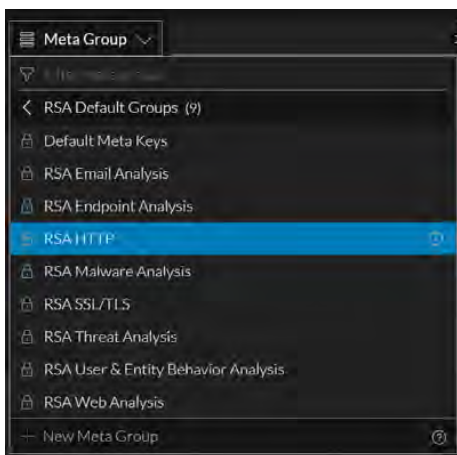 Meta Group
RSA Default Groups (9)
Default Meta Keys
RSA Email Analysis
RSA Endpoint Analysis
RSA HTTP
RSA Malware Analysis
RSA SSL/TLS
RSA Threat Analysis
RSA User & Entity Behavior Analysis
RSA Web Analysis
New Meta Group